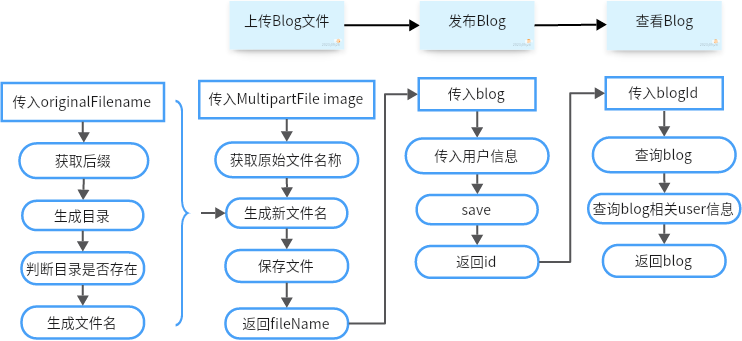 上传Blog文件
发布Blog
查看Blog
传入originalFilename
获取后缀
生成目录
判断目录是否存在
生成文件名
传入MultipartFile image
获取原始文件名称
生成新文件名
保存文件
返回fileName
传入blog
传入用户信息
save
返回id
传入blogId
查询blog
查询blog相关user信息
返回blog